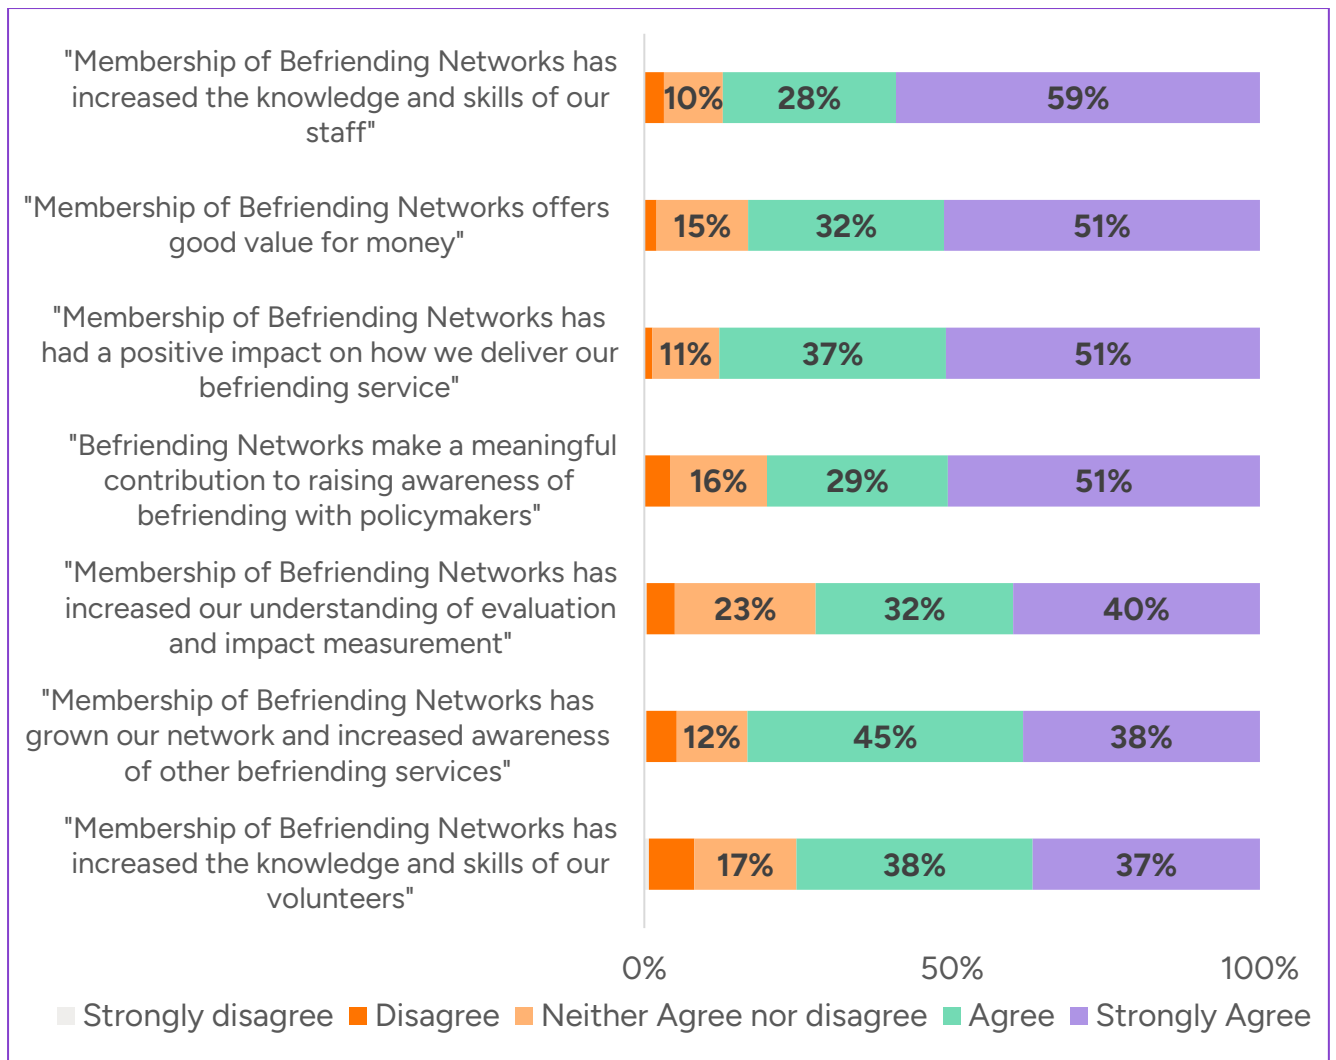 "Membership of Befriending Networks has
increased the knowledge and skills of our
staff"
10% 28% 59%
"Membership of Befriending Networks offers
good value for money"
15% 32% 51%
"Membership of Befriending Networks has
had a positive impact on how we deliver our
befriending service"
11% 37% 51%
"Befriending Networks make a meaningful
contribution to raising awareness of
befriending with policymakers"
16% 29% 51%
"Membership of Befriending Networks has
increased our understanding of evaluation
and impact measurement"
23% 32% 40%
"Membership of Befriending Networks has
grown our network and increased awareness
of other befriending services"
12% 45% 38%
"Membership of Befriending Networks has
increased the knowledge and skills of our
volunteers"
17% 38% 37%
0% 50% 100%
Strongly disagree Disagree Neither Agree nor disagree Agree Strongly Agree